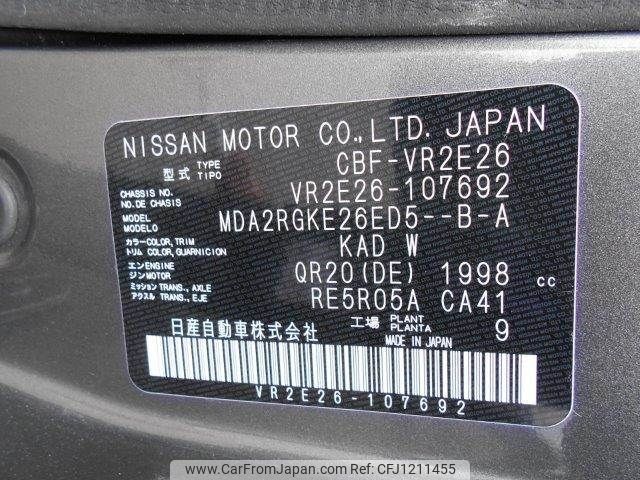 NISSAN MOTOR CO.,LTD. JAPAN
型式 TYPE TIPO CBF-VR2E26
CHASSIS NO. NO.DE CHASIS VR2E26-107692
MODEL MODELO MDA2RGKE26ED5--B-A
カラー COLOR, TRIM トリム COLOR, GUARNICION KAD W
エンジン ENGINE MOTOR QR20(DE) 1998 cc
ミッション TRANS., AXLE アクスル TRANS., EJE RE5R05A CA41
日産自動車株式会社 工場 PLANT PLANTA 9
MADE IN JAPAN
VR2E26-107692
CarFromJapan.com Ref No. CFJ1211455